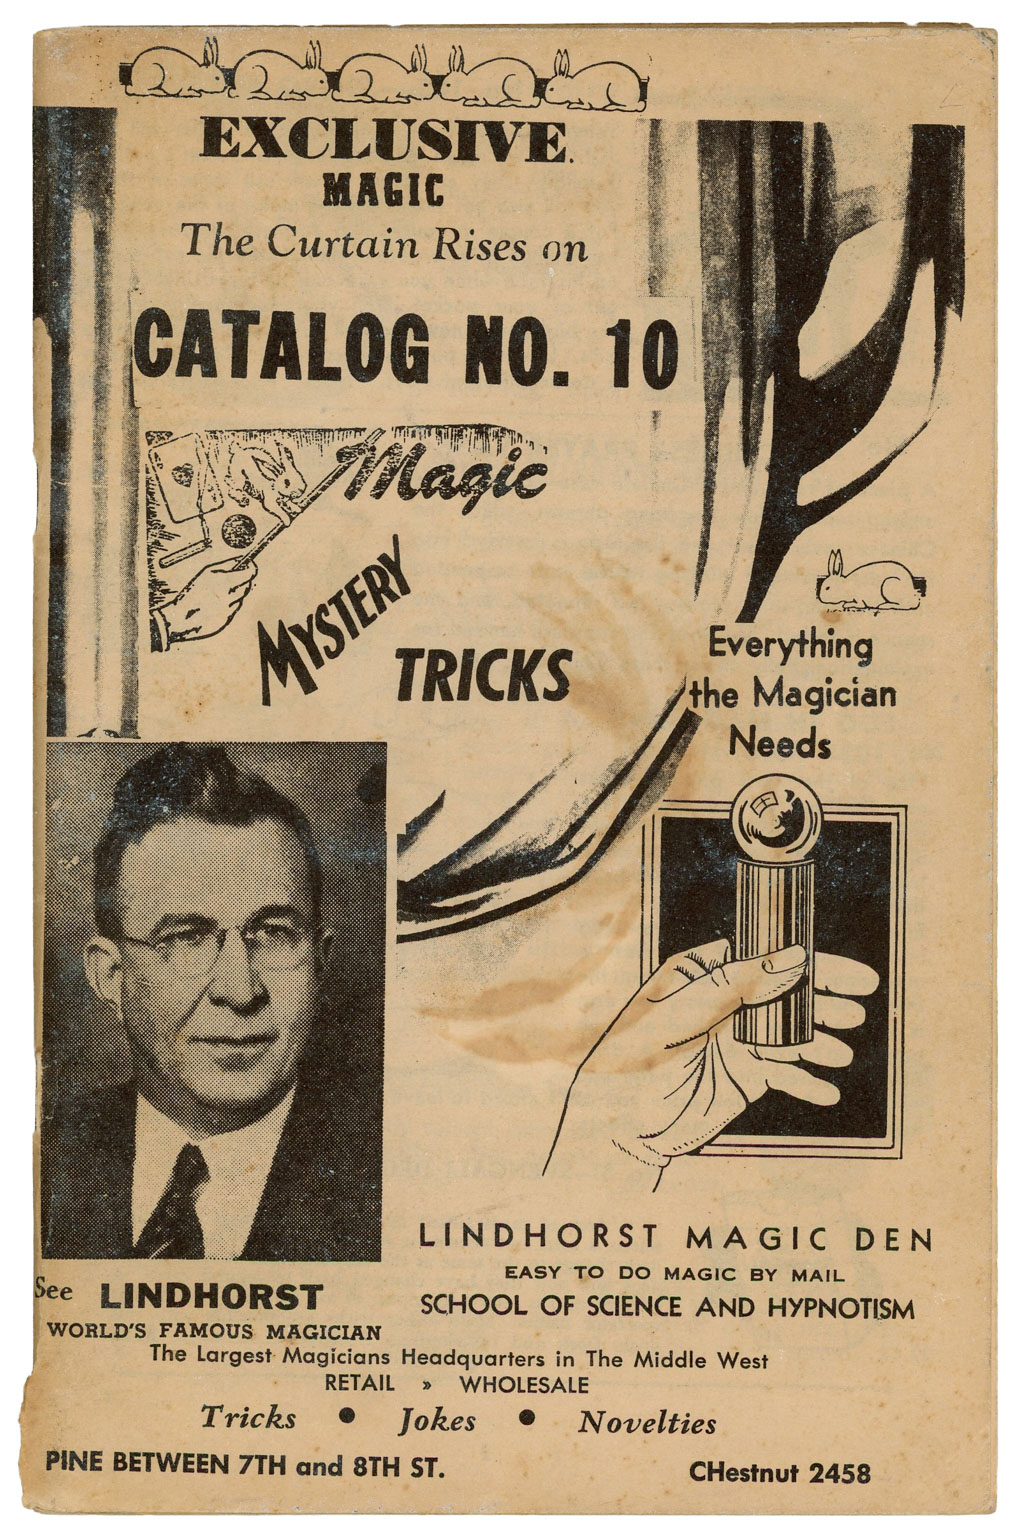 EXCLUSIVE.
MAGIC
The Curtain Rises on
CATALOG NO. 10
Magic
MYSTERY
TRICKS
Everything
the Magician
Needs
LINDHORST MAGIC DEN
EASY TO DO MAGIC BY MAIL
SCHOOL OF SCIENCE AND HYPNOTISM
See LINDHORST
WORLD'S FAMOUS MAGICIAN
The Largest Magicians Headquarters in The Middle West
RETAIL » WHOLESALE
Tricks • Jokes • Novelties
PINE BETWEEN 7TH and 8TH ST.
CHestnut 2458